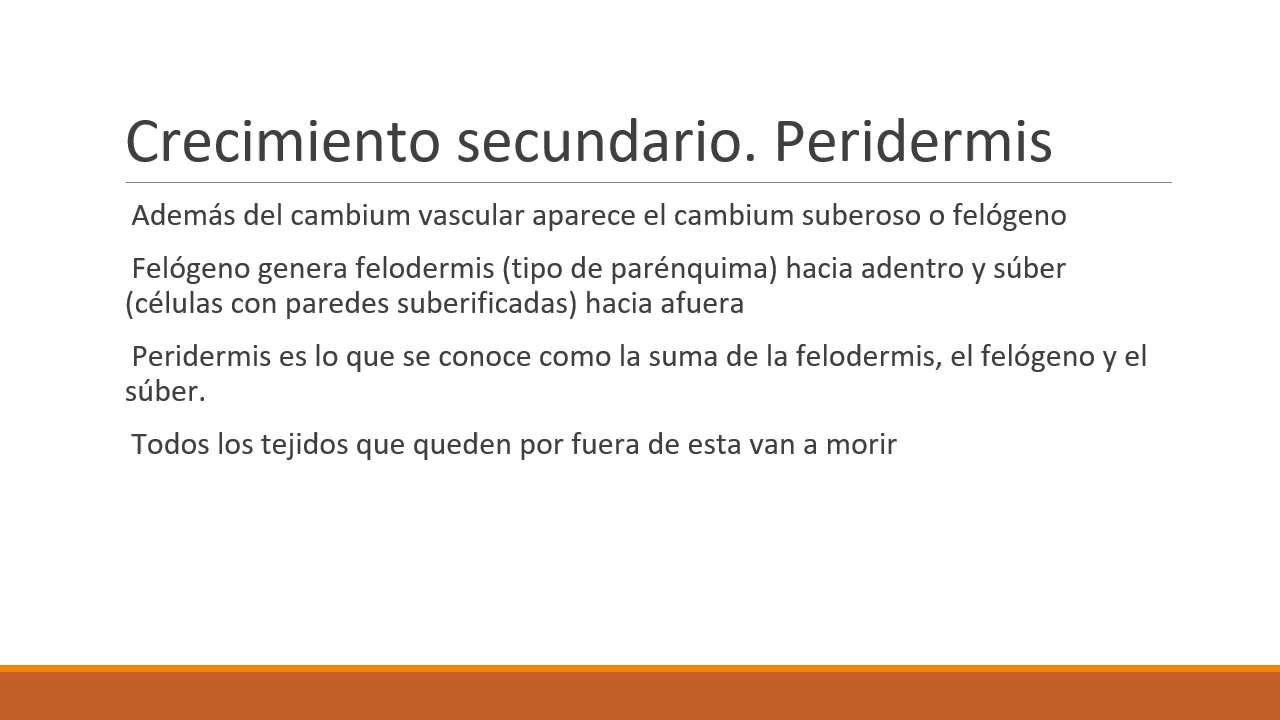 Crecimiento secundario. Peridermis
Además del cambium vascular aparece el cambium suberoso o felógeno
Felógeno genera felodermis (tipo de parénquima) hacia adentro y súber
(células con paredes suberificadas) hacia afuera
Peridermis es lo que se conoce como la suma de la felodermis, el felógeno y el
súber.
Todos los tejidos que queden por fuera de esta van a morir